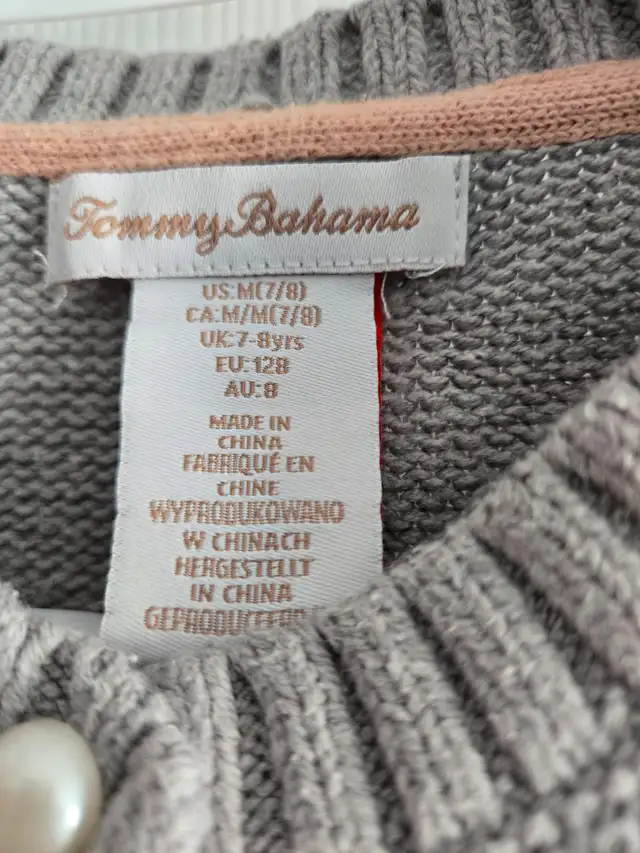 Tommy Bahama
US:M(7/8)
CA:M/M(7/8)
UK:7-8yrs
EU:128
AU:8
MADE IN
CHINA
FABRIQUÉ EN
CHINE
WYPRODUKOWANO
W CHINACH
HERGESTELLT
IN CHINA